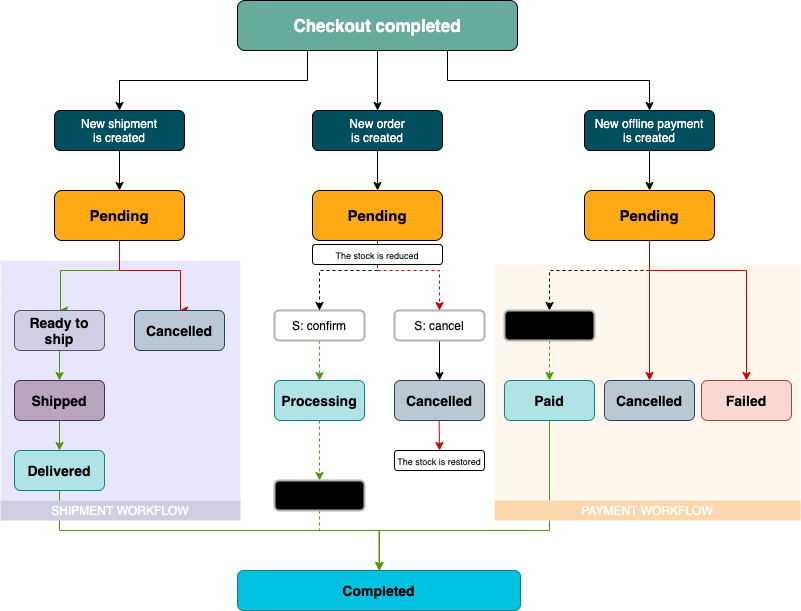 Checkout completed
New shipment
is created
New order
is created
New offline payment
is created
Pending
Pending
Pending
The stock is reduced
Ready to
ship
Cancelled
S: confirm
S: cancel
Shipped
Processing
Cancelled
Paid
Cancelled
Failed
Delivered
The stock is restored
SHIPMENT WORKFLOW
PAYMENT WORKFLOW
Completed